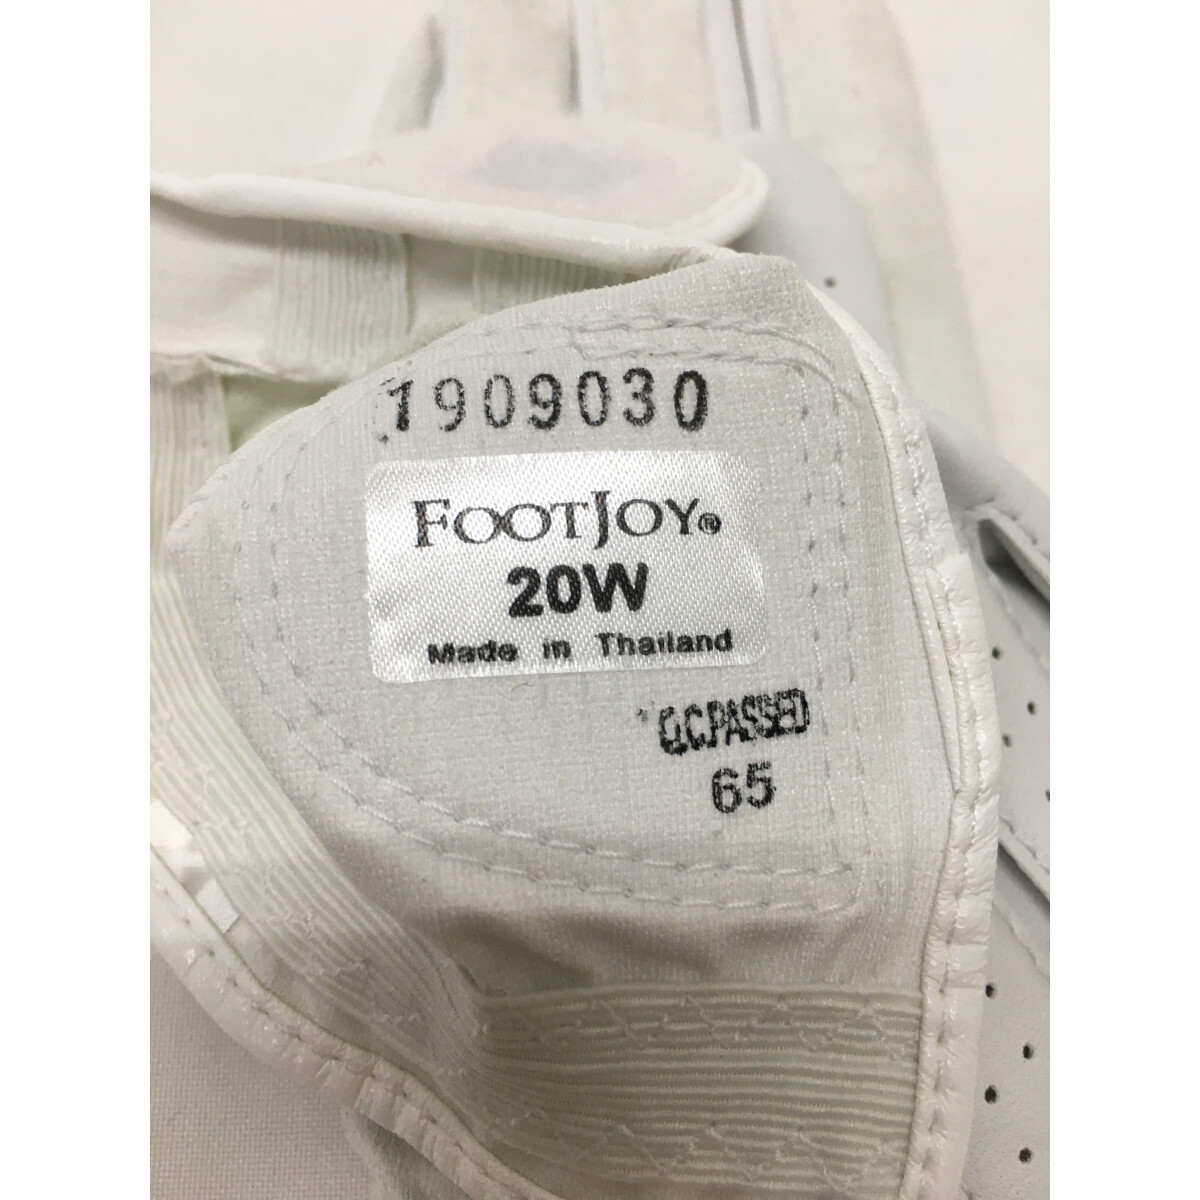 1909030
FOOTJOY®
20W
Made in Thailand
Q.C.PASSED
65